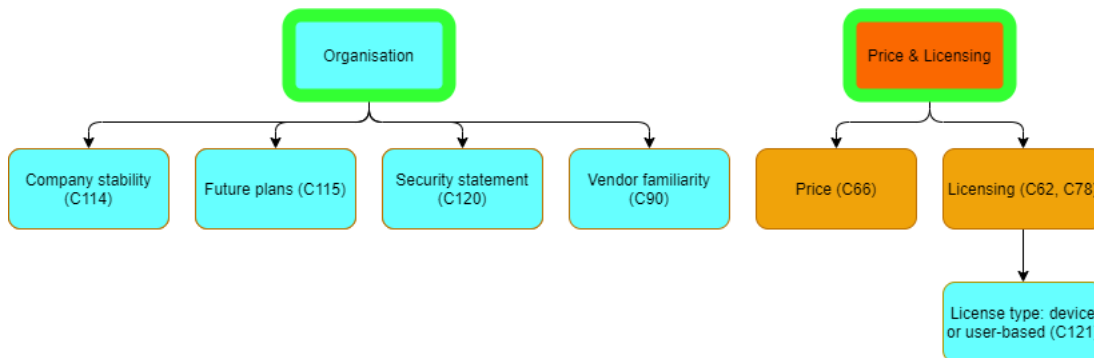 Organisation
Price & Licensing
Company stability
(C114)
Future plans (C115)
Security statement
(C120)
Vendor familiarity
(C90)
Price (C66)
Licensing (C62, C78)
License type: device
or user-based (C121